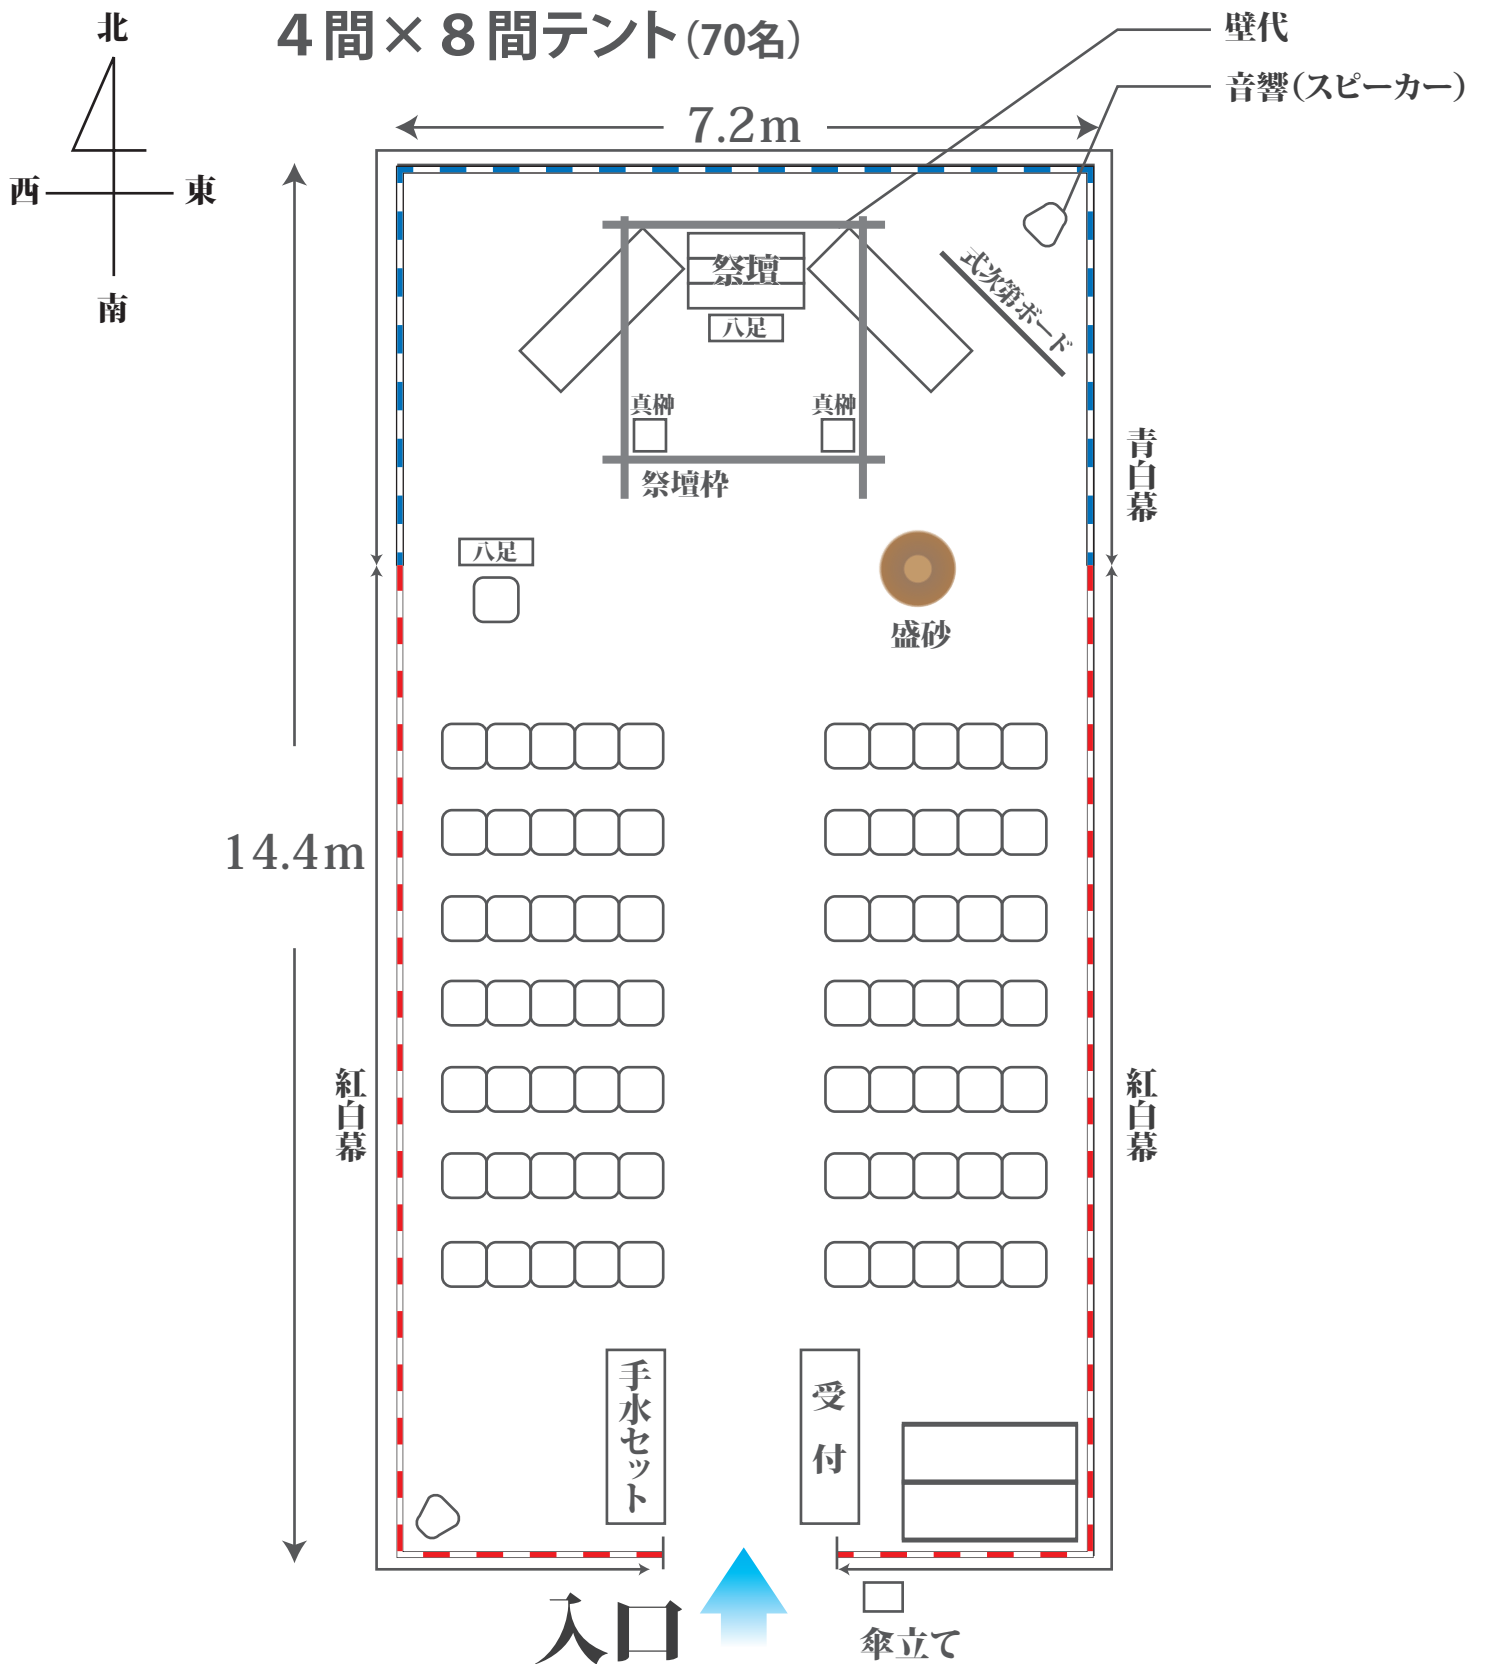 北
4間×8間テント(70名)
壁代
音響(スピーカー)
7.2m
西
東
南
祭壇
式次第ボード
八足
真榊
真榊
祭壇枠
青白幕
八足
盛砂
14.4m
紅白幕
紅白幕
手水セット
受付
入口
傘立て